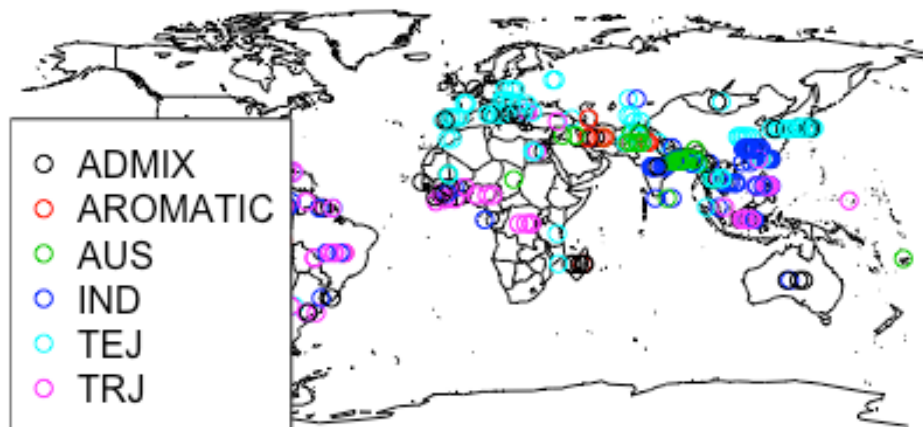 ADMIX
AROMATIC
AUS
IND
TEJ
TRJ